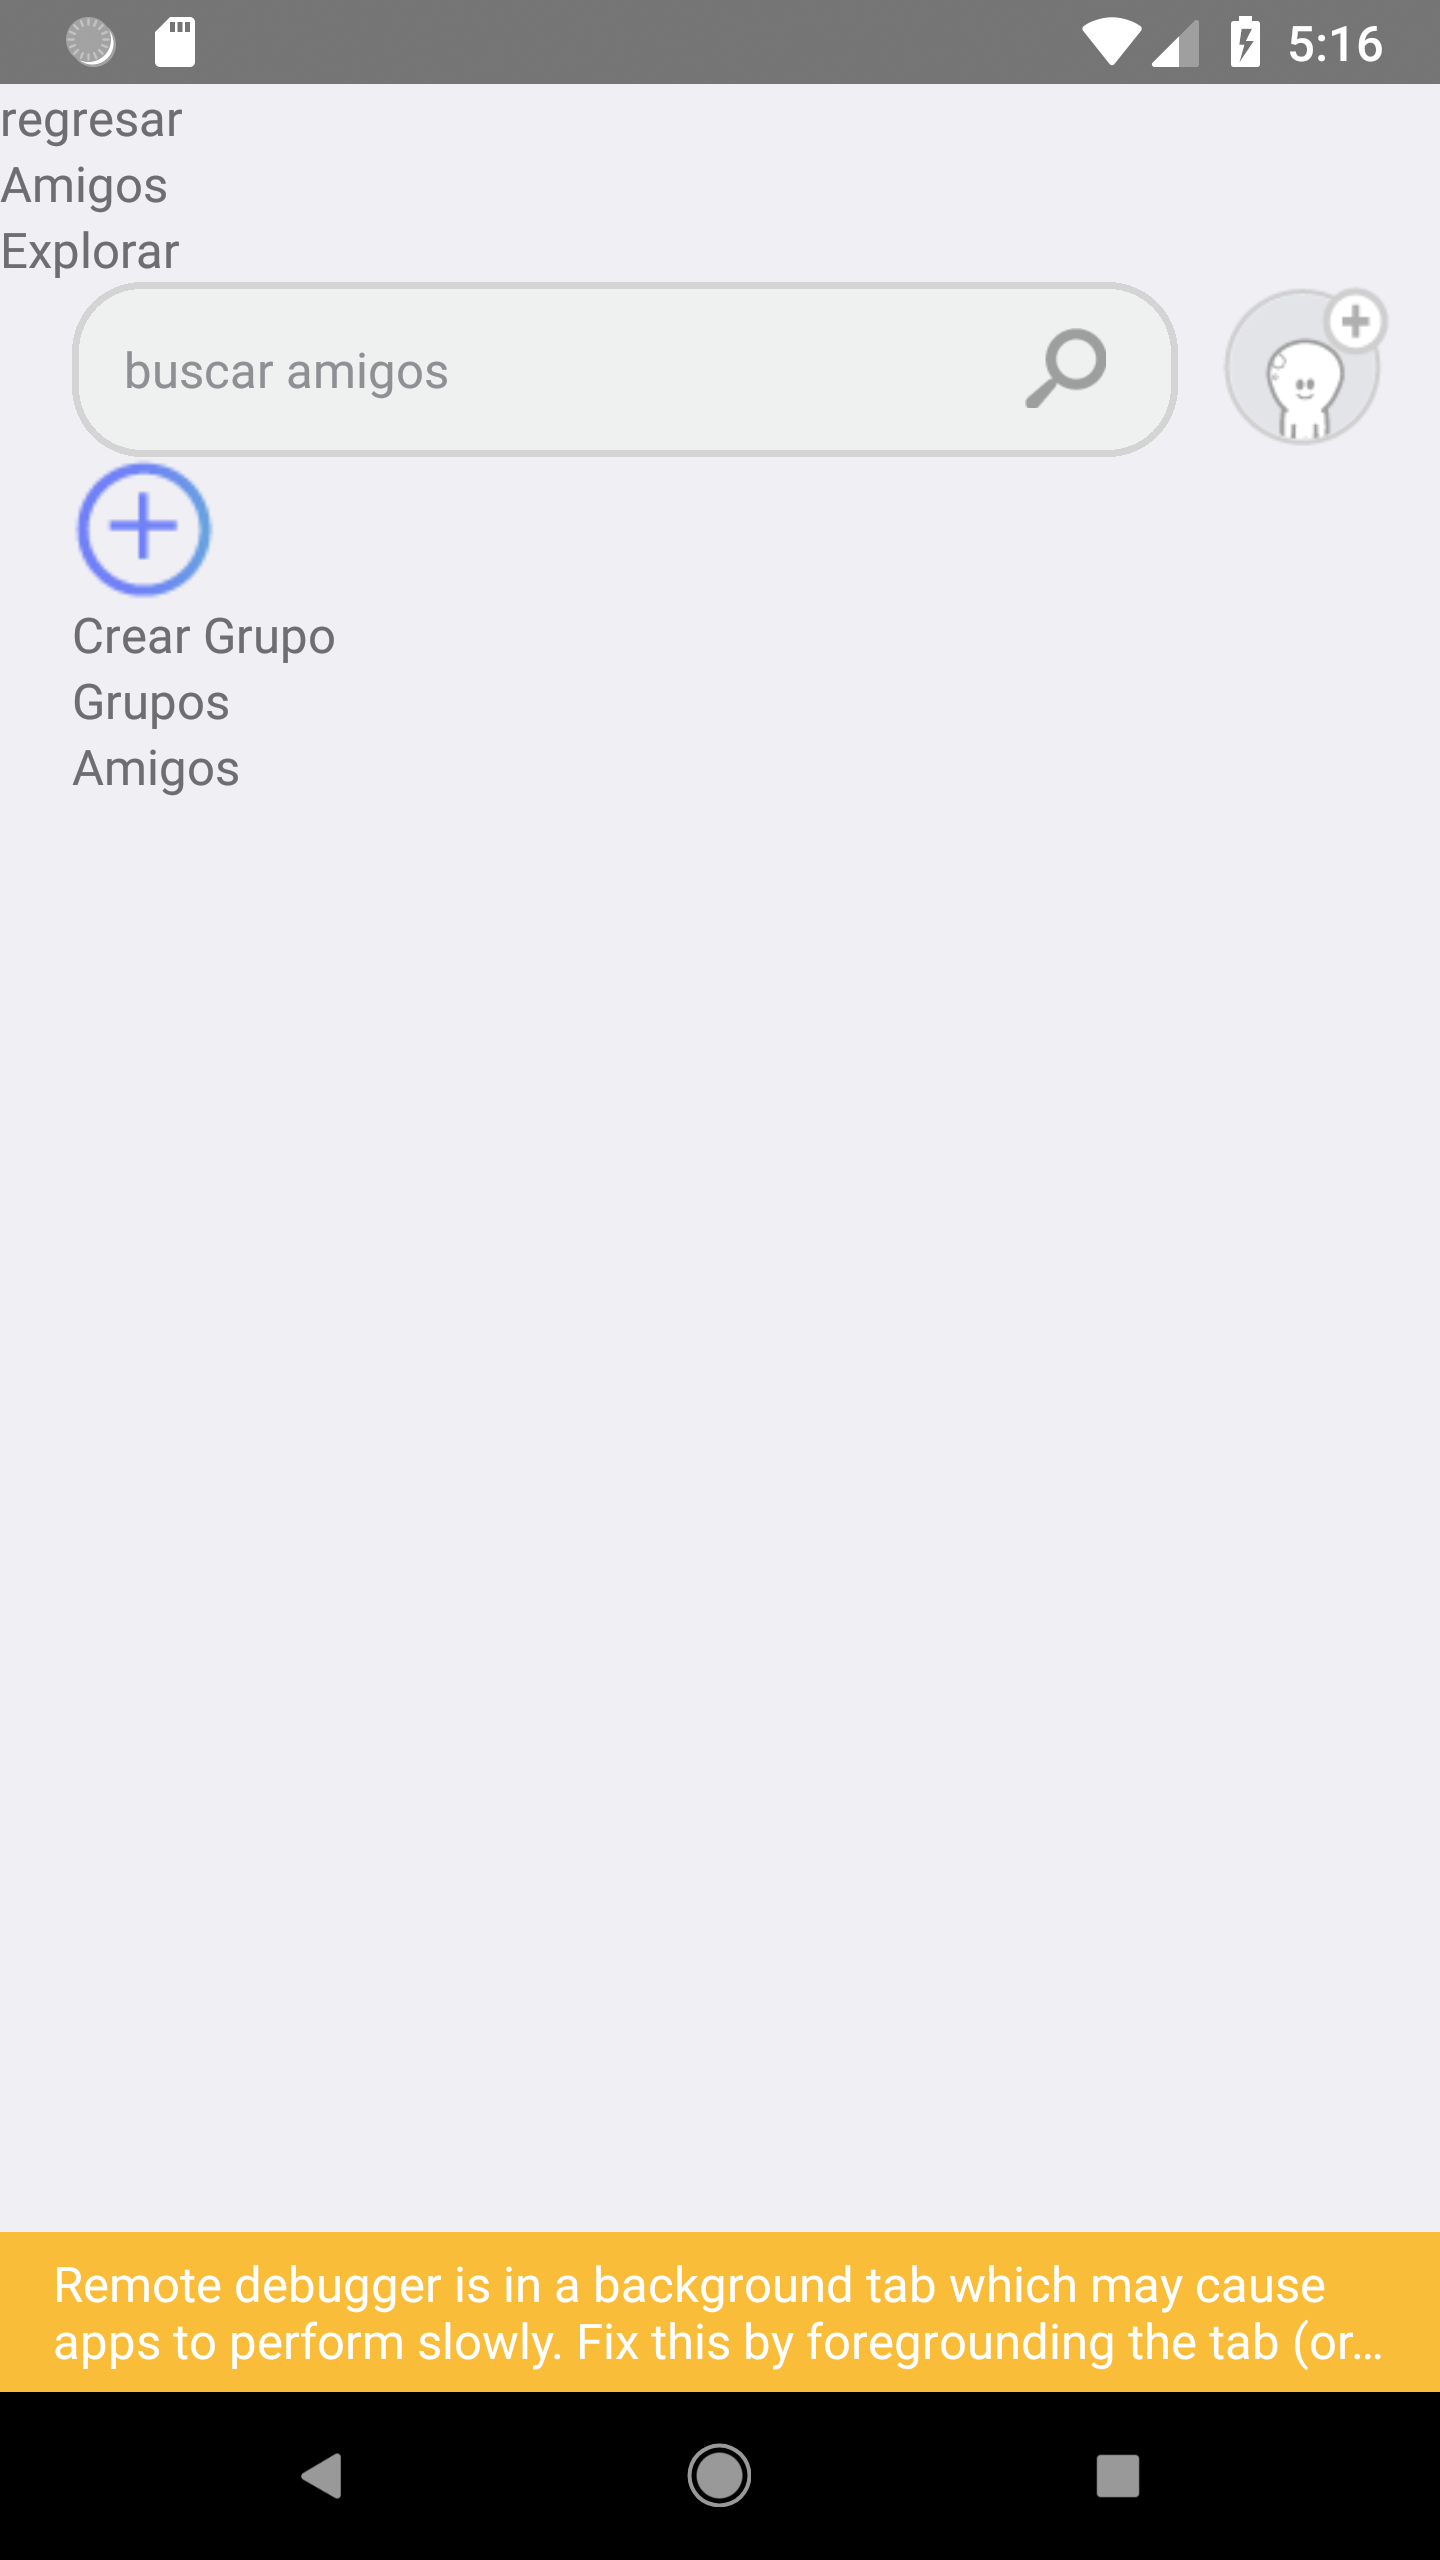 5:16
regresar
Amigos
Explorar
buscar amigos
Crear Grupo
Grupos
Amigos
Remote debugger is in a background tab which may cause
apps to perform slowly. Fix this by foregrounding the tab (or…